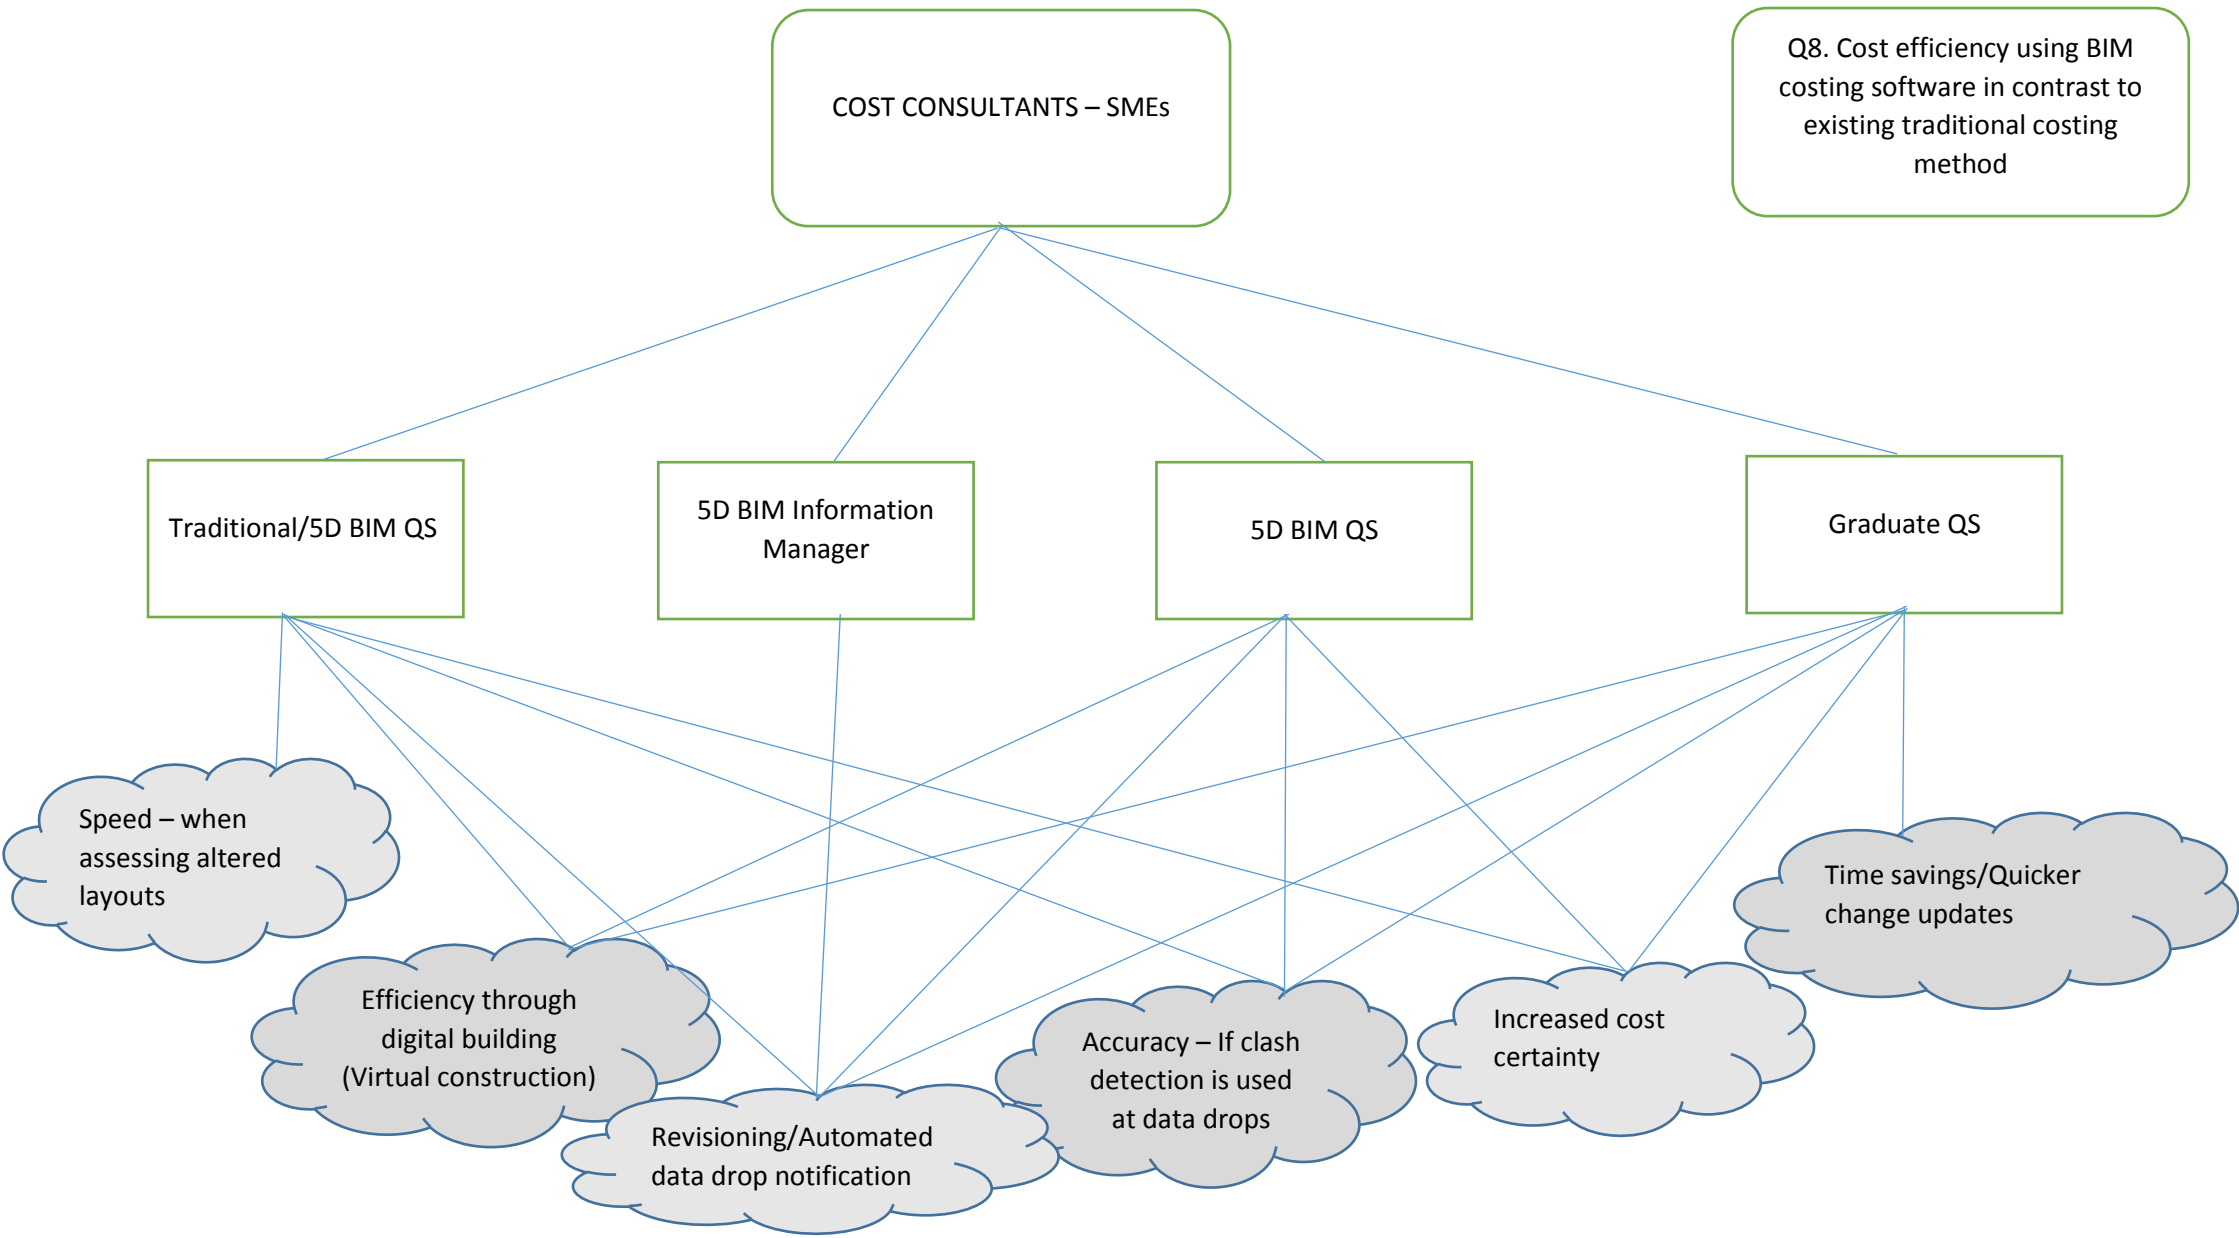 COST CONSULTANTS – SMEs
Q8. Cost efficiency using BIM
costing software in contrast to
existing traditional costing
method
Traditional/5D BIM QS
5D BIM Information
Manager
5D BIM QS
Graduate QS
Speed – when
assessing altered
layouts
Efficiency through
digital building
(Virtual construction)
Revisioning/Automated
data drop notification
Accuracy – If clash
detection is used
at data drops
Increased cost
certainty
Time savings/Quicker
change updates